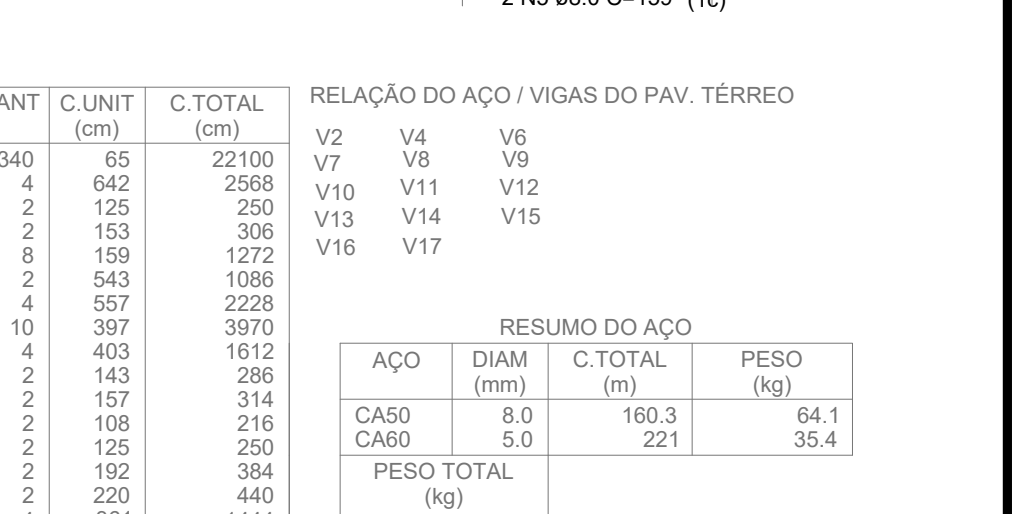 RELAÇÃO DO AÇO / VIGAS DO PAV. TÉRREO
C.UNIT C.TOTAL
(cm) (cm)
340 65 22100
4 642 2568
2 125 250
2 153 306
8 159 1272
2 543 1086
4 557 2228
10 397 3970
4 403 1612
2 143 286
2 157 314
2 108 216
2 125 250
2 192 384
2 220 440
V2 V4 V6
V7 V8 V9
V10 V11 V12
V13 V14 V15
V16 V17
RESUMO DO AÇO
AÇO DIAM C.TOTAL PESO
(mm) (m) (kg)
CA50 8.0 160.3 64.1
CA60 5.0 221 35.4
PESO TOTAL
(kg)